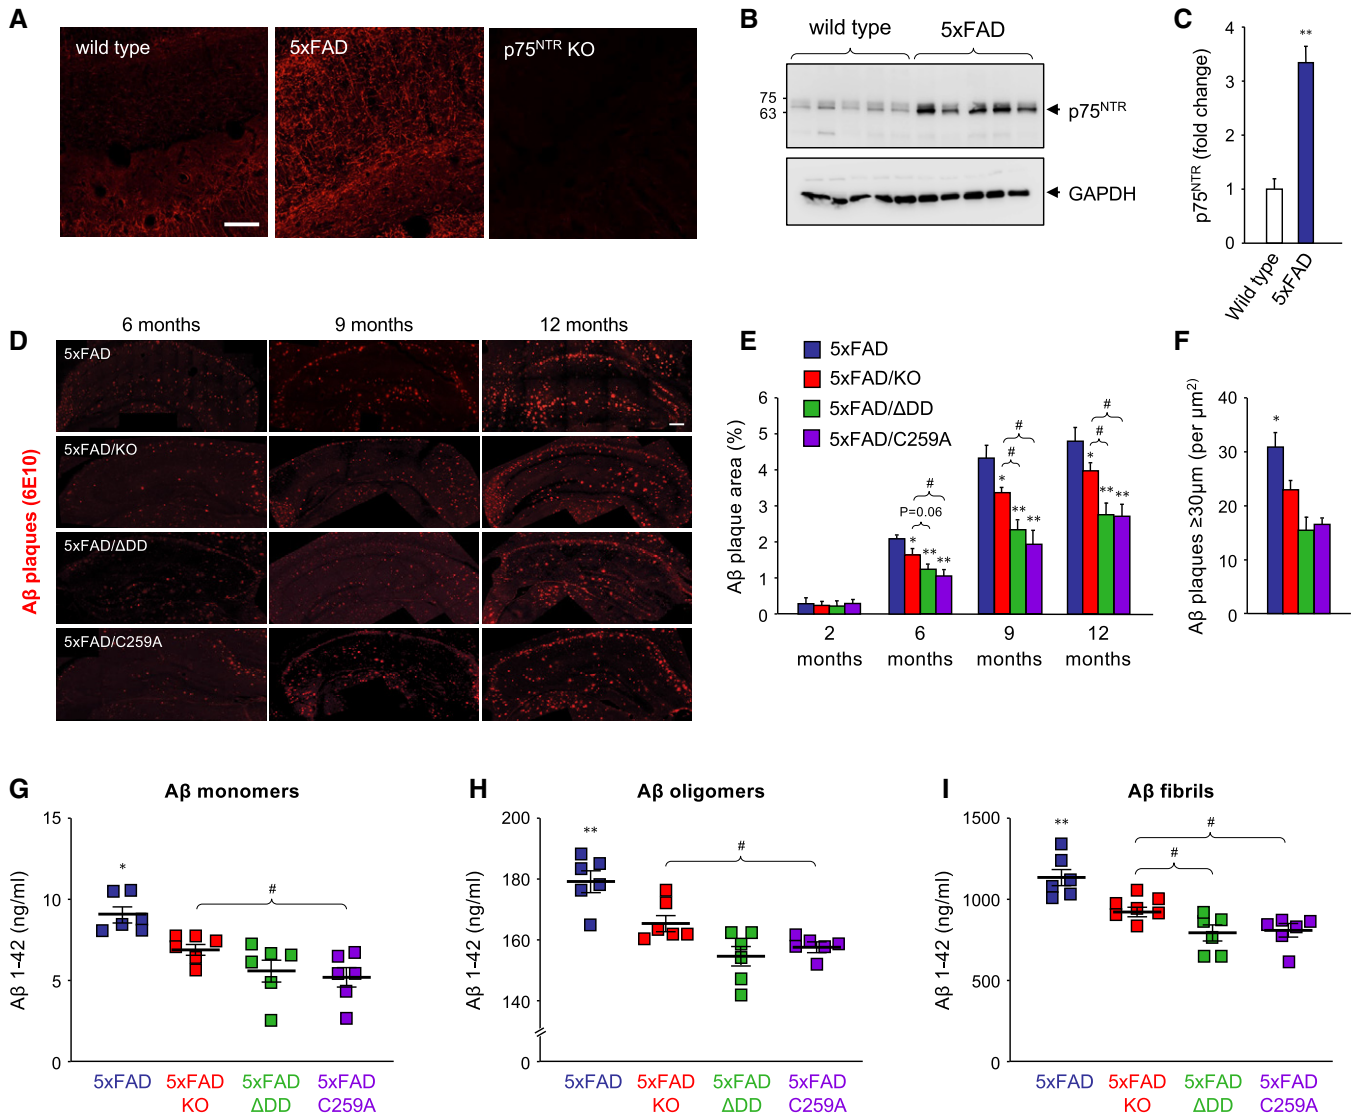 A
wild type
5xFAD
p75NTR KO
B
wild type
5xFAD
75
63
p75NTR
GAPDH
C
p75NTR (fold change)
4
**
3
2
1
0
Wild type
5xFAD
D
6 months
9 months
12 months
Aβ plaques (6E10)
5xFAD
5xFAD/KO
5xFAD/ΔDD
5xFAD/C259A
E
5xFAD
5xFAD/KO
5xFAD/ΔDD
5xFAD/C259A
Aβ plaque area (%)
6
5
4
3
2
1
0
#
P=0.06
*
**
**
#
#
*
**
**
#
#
*
**
**
2
months
6
months
9
months
12
months
F
Aβ plaques ≥30μm (per μm2)
40
30
20
10
0
*
G
Aβ monomers
Aβ 1-42 (ng/ml)
15
10
5
0
*
#
5xFAD
5xFAD
KO
5xFAD
ΔDD
5xFAD
C259A
H
Aβ oligomers
Aβ 1-42 (ng/ml)
200
180
160
140
0
**
#
5xFAD
5xFAD
KO
5xFAD
ΔDD
5xFAD
C259A
I
Aβ fibrils
Aβ 1-42 (ng/ml)
1500
1000
500
0
**
#
#
5xFAD
5xFAD
KO
5xFAD
ΔDD
5xFAD
C259A